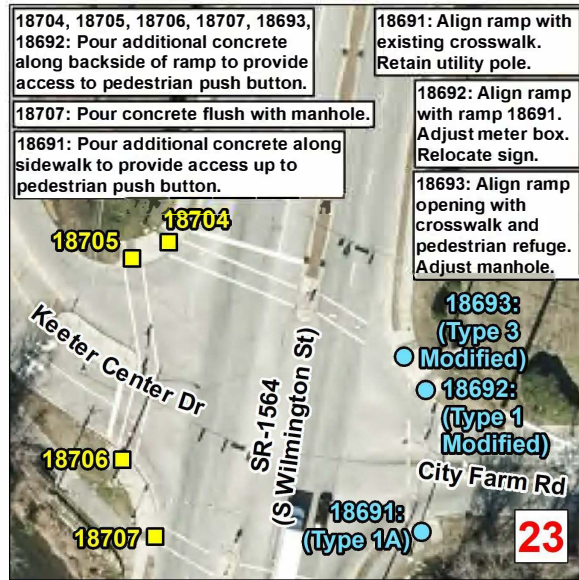 18704, 18705, 18706, 18707, 18693,
18692: Pour additional concrete
along backside of ramp to provide
access to pedestrian push button.
18707: Pour concrete flush with manhole.
18691: Pour additional concrete along
sidewalk to provide access up to
pedestrian push button.
18691: Align ramp with
existing crosswalk.
Retain utility pole.
18692: Align ramp
with ramp 18691.
Adjust meter box.
Relocate sign.
18693: Align ramp
opening with
crosswalk and
pedestrian refuge.
Adjust manhole.
18704
18705
18693:
(Type 3
Modified)
Keeter Center Dr
SR-1564
(S Wilmington St)
18692:
(Type 1
Modified)
18706
City Farm Rd
18691:
(Type 1A)
18707
23